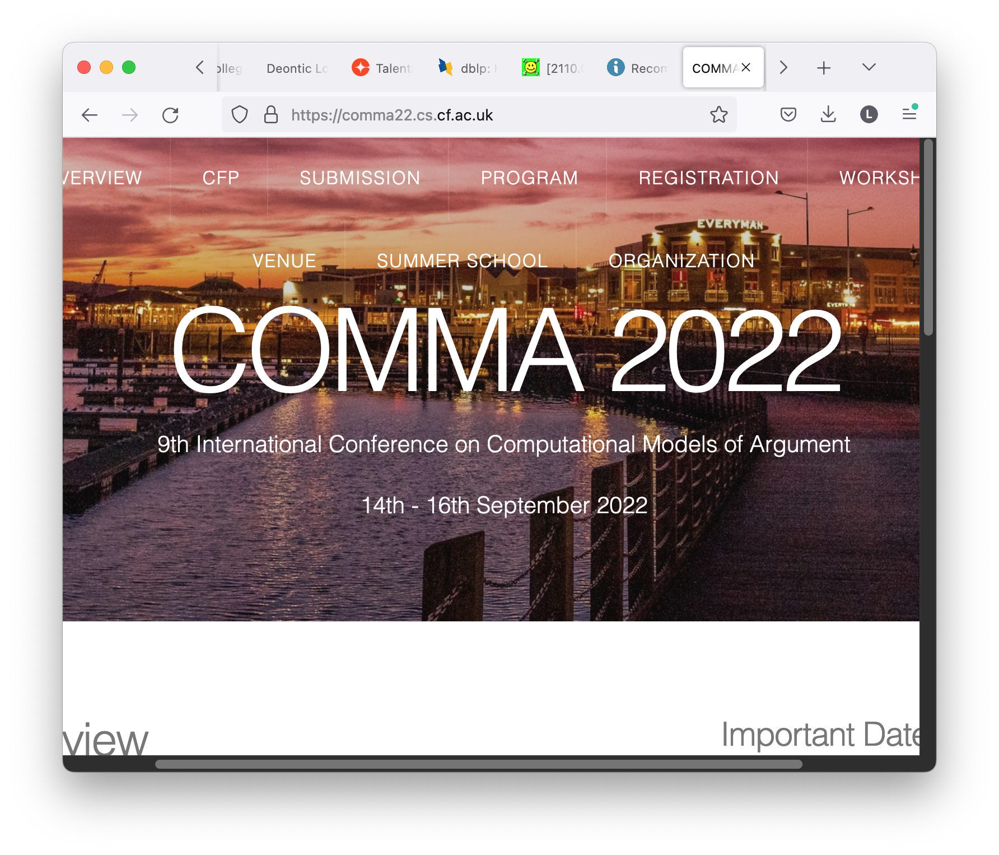 olleg Deontic Lo Talent dblp: [2110. Recom COMMA
https://comma22.cs.cf.ac.uk
L
VERVIEW CFP SUBMISSION PROGRAM REGISTRATION WORKSH
EVERYMAN
VENUE SUMMER SCHOOL ORGANIZATION
COMMA 2022
9th International Conference on Computational Models of Argument
14th - 16th September 2022
view Important Date